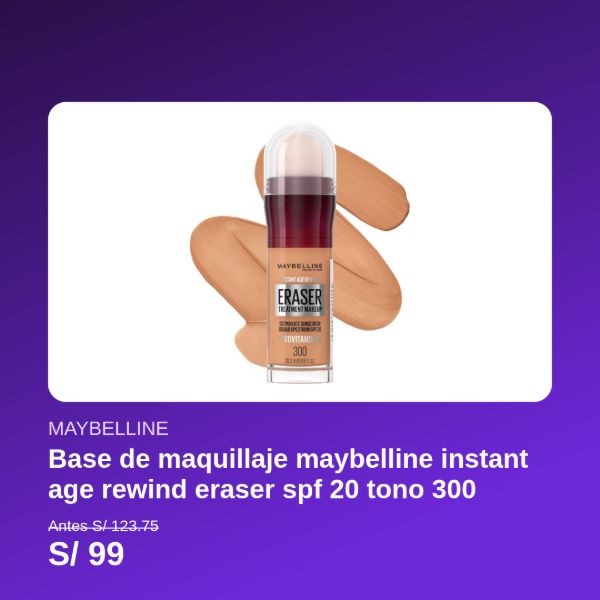 MAYBELLINE
ERASER
TREATMENT MAKEUP
300
MAYBELLINE
Base de maquillaje maybelline instant
age rewind eraser spf 20 tono 300
Antes S/ 123.75
S/ 99